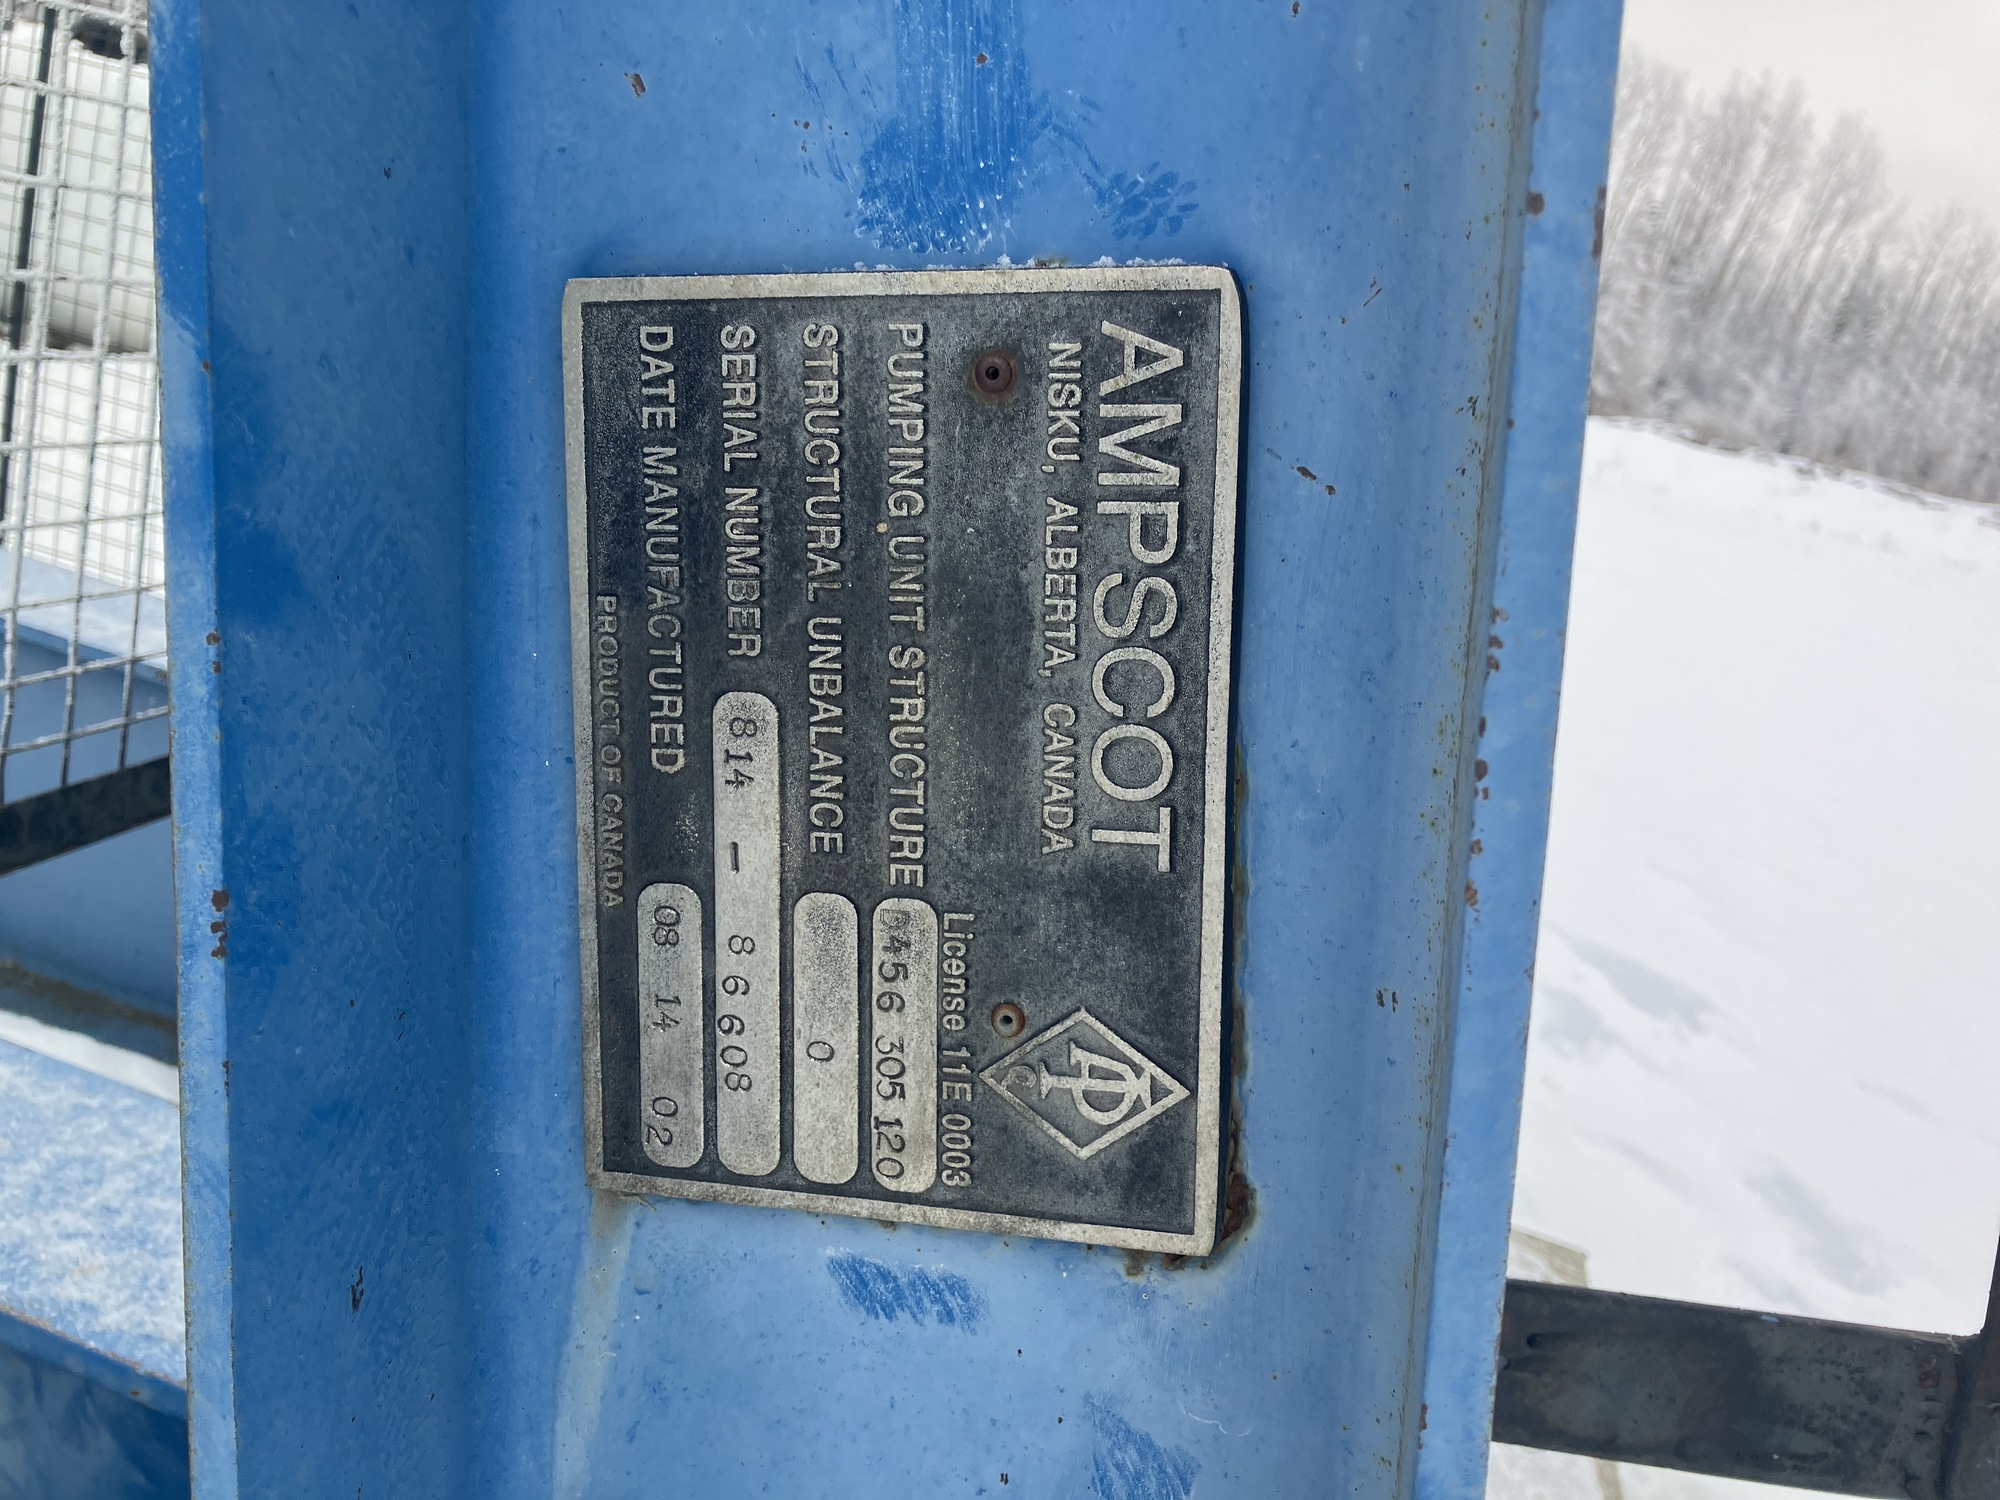 AMPSCOT
NISKU, ALBERTA, CANADA
API
License 11E 0003
PUMPING UNIT STRUCTURE D456 305 120
STRUCTURAL UNBALANCE 0
SERIAL NUMBER 814 - 86608
DATE MANUFACTURED 08 14 02
PRODUCT OF CANADA